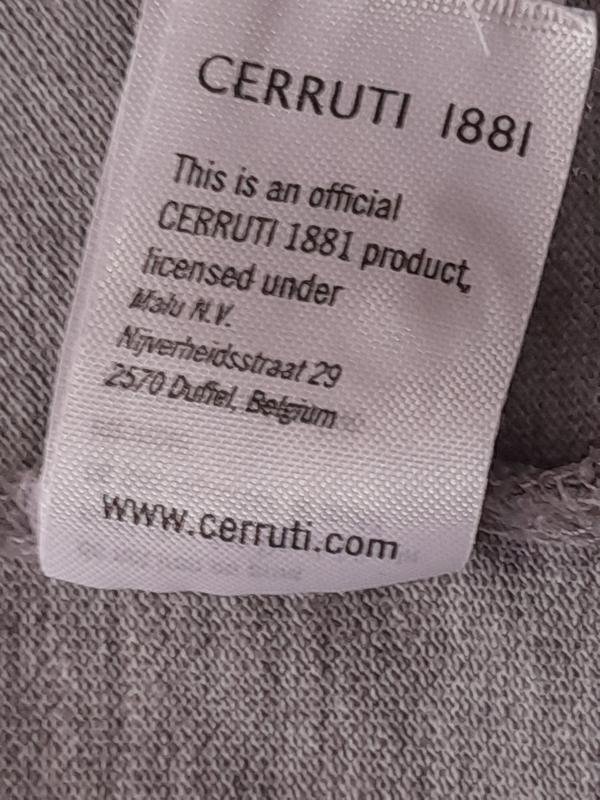 CERRUTI 1881
This is an official
CERRUTI 1881 product,
licensed under
Malu N.V.
Nijverheidsstraat 29
2570 Duffel, Belgium
www.cerruti.com